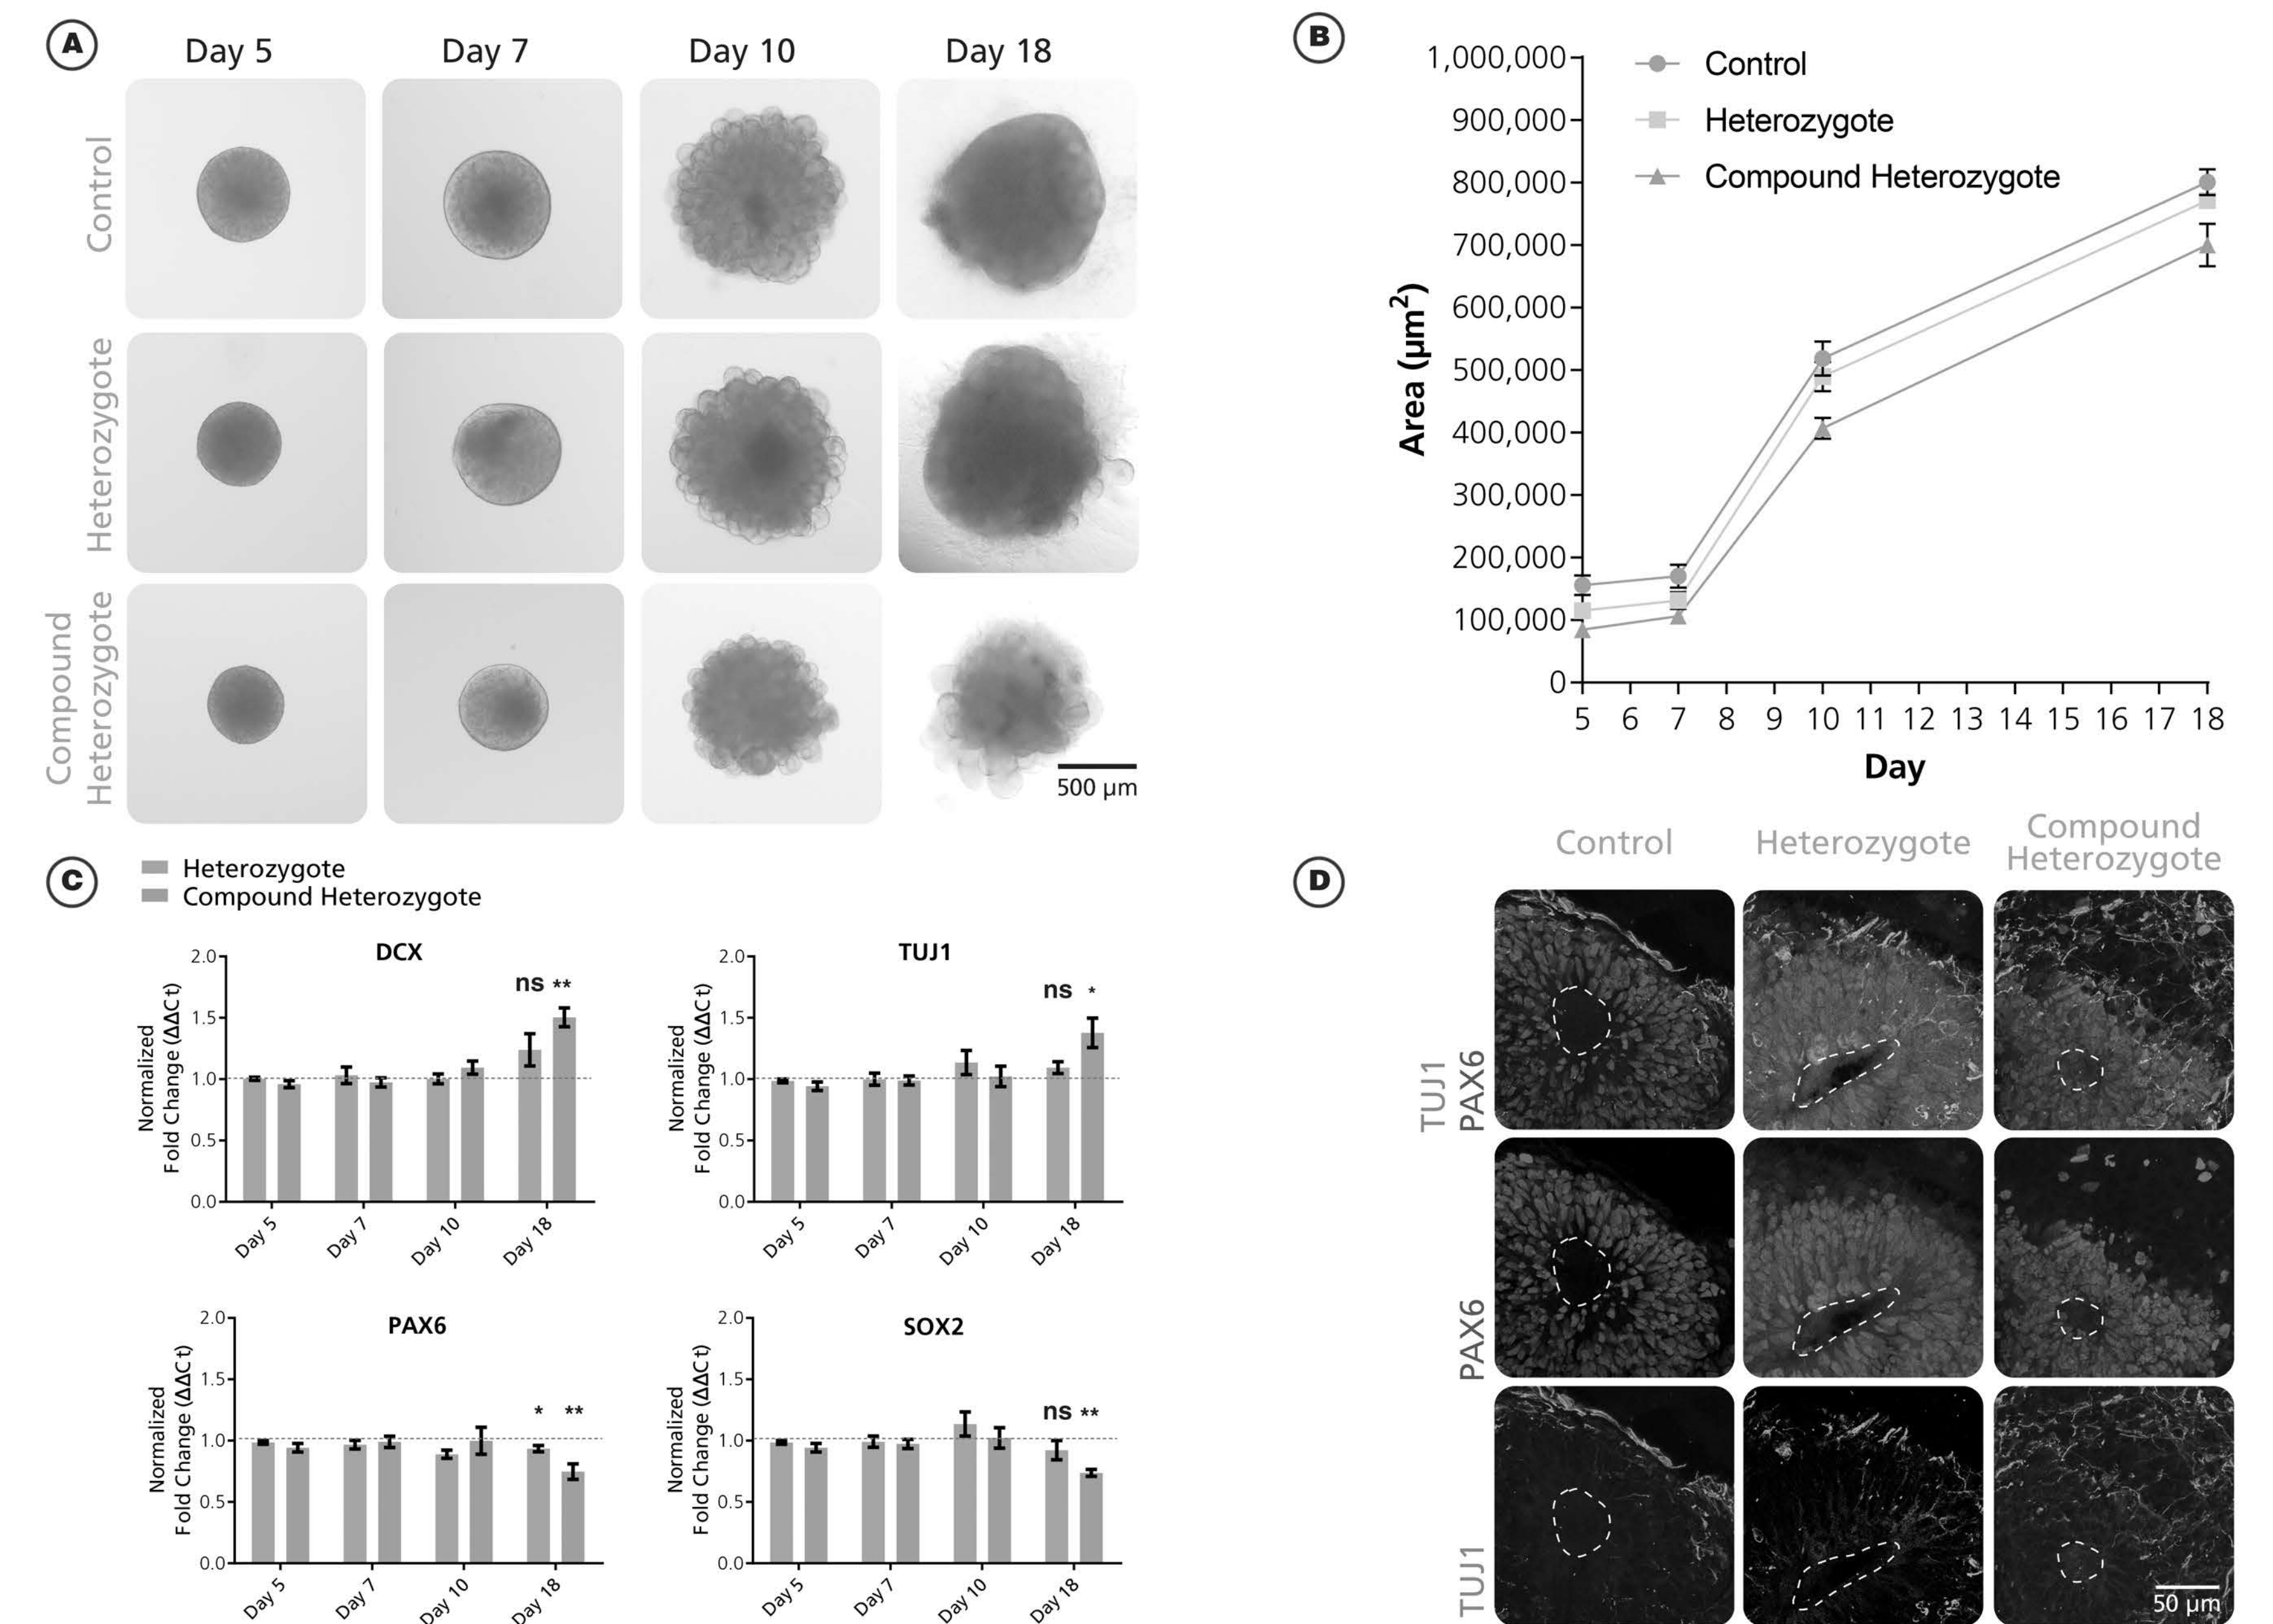 A
Day 5
Day 7
Day 10
Day 18
Control
Heterozygote
Compound
Heterozygote
500 µm
B
Control
Heterozygote
Compound Heterozygote
1,000,000
900,000
800,000
700,000
600,000
500,000
400,000
300,000
200,000
100,000
0
Area (µm²)
5 6 7 8 9 10 11 12 13 14 15 16 17 18
Day
C
Heterozygote
Compound Heterozygote
DCX
Normalized
Fold Change (ΔΔCt)
2.0
1.5
1.0
0.5
0.0
ns **
Day 5
Day 7
Day 10
Day 18
TUJ1
Normalized
Fold Change (ΔΔCt)
2.0
1.5
1.0
0.5
0.0
ns *
Day 5
Day 7
Day 10
Day 18
PAX6
Normalized
Fold Change (ΔΔCt)
2.0
1.5
1.0
0.5
0.0
* **
Day 5
Day 7
Day 10
Day 18
SOX2
Normalized
Fold Change (ΔΔCt)
2.0
1.5
1.0
0.5
0.0
ns **
Day 5
Day 7
Day 10
Day 18
D
Control
Heterozygote
Compound
Heterozygote
TUJ1
PAX6
PAX6
TUJ1
50 µm